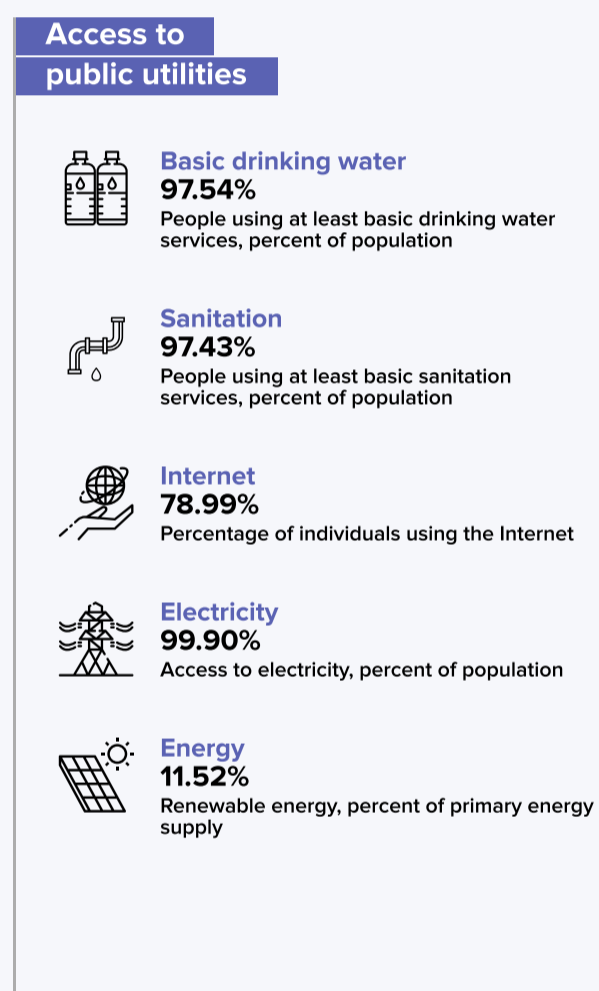 Access to
public utilities
Basic drinking water
97.54%
People using at least basic drinking water
services, percent of population
Sanitation
97.43%
People using at least basic sanitation
services, percent of population
Internet
78.99%
Percentage of individuals using the Internet
Electricity
99.90%
Access to electricity, percent of population
Energy
11.52%
Renewable energy, percent of primary energy
supply